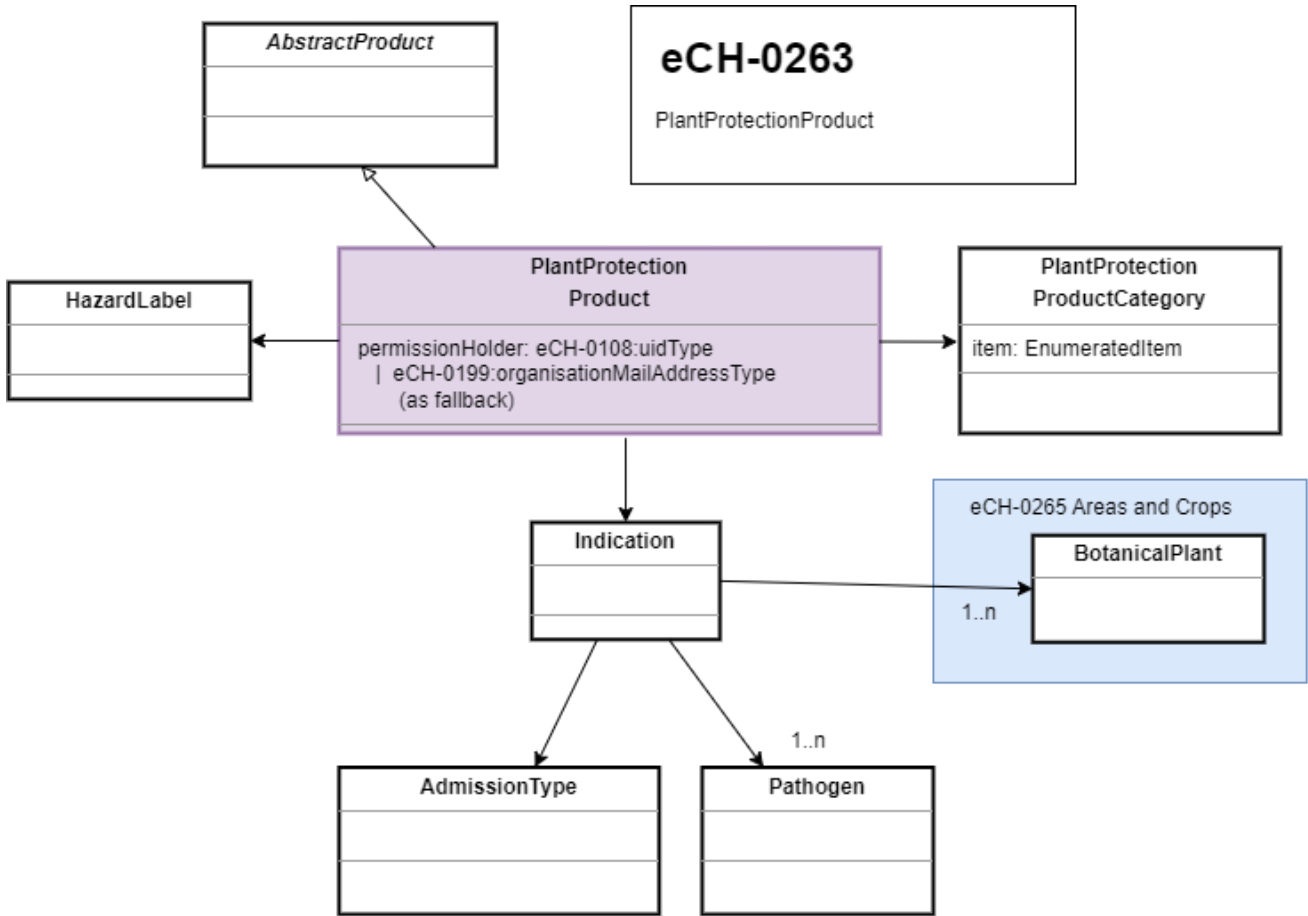 AbstractProduct
eCH-0263
PlantProtectionProduct
HazardLabel
PlantProtection
Product
permissionHolder: eCH-0108:uidType
| eCH-0199:organisationMailAddressType
(as fallback)
PlantProtection
ProductCategory
item: EnumeratedItem
eCH-0265 Areas and Crops
BotanicalPlant
1..n
Indication
1..n
AdmissionType
Pathogen